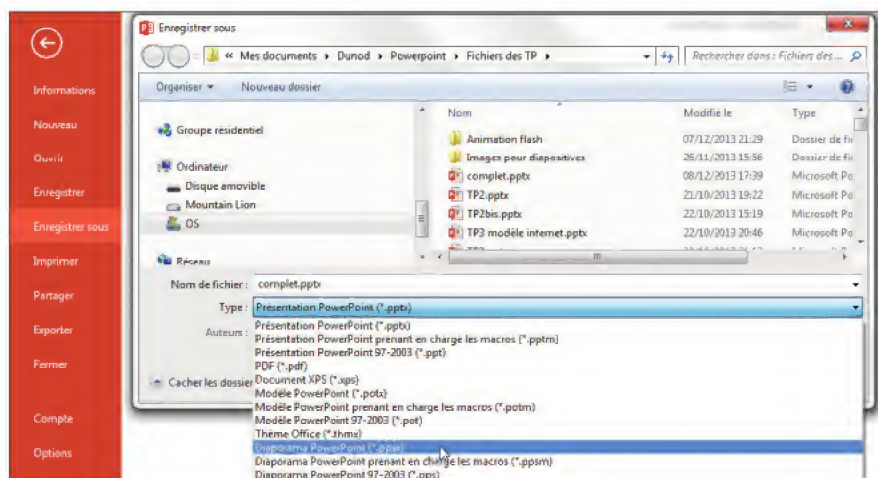 Enregistrer sous
« Mes documents Dunod Powerpoint Fichiers des TP
Rechercher dans : Fichiers des ...
Organiser Nouveau dossier
Informations
Nouveau
Ouvrir
Enregistrer
Enregistrer sous
Imprimer
Partager
Exporter
Fermer
Compte
Options
Groupe résidentiel
Ordinateur
Disque amovible
Mountain Lion
OS
Réseau
Nom Modifié le Type
Animation flash 07/12/2013 21:29 Dossier de fic
Images pour diapositives 26/11/2013 15:56 Dossier de fic
complet.pptx 08/12/2013 17:39 Microsoft Po
TP2.pptx 21/10/2013 19:22 Microsoft Po
TP2bis.pptx 22/10/2013 15:19 Microsoft Po
TP3 modèle internet.pptx 22/10/2013 20:46 Microsoft Po
Nom de fichier : complet.pptx
Type : Présentation PowerPoint (*.pptx)
Auteurs :
Cacher les dossier
Présentation PowerPoint (*.pptx)
Présentation PowerPoint prenant en charge les macros (*.pptm)
Présentation PowerPoint 97-2003 (*.ppt)
PDF (*.pdf)
Document XPS (*.xps)
Modèle PowerPoint (*.potx)
Modèle PowerPoint prenant en charge les macros (*.potm)
Modèle PowerPoint 97-2003 (*.pot)
Thème Office (*.thmx)
Diaporama PowerPoint (*.ppsx)
Diaporama PowerPoint prenant en charge les macros (*.ppsm)
Diaporama PowerPoint 97-2003 (*.pps)